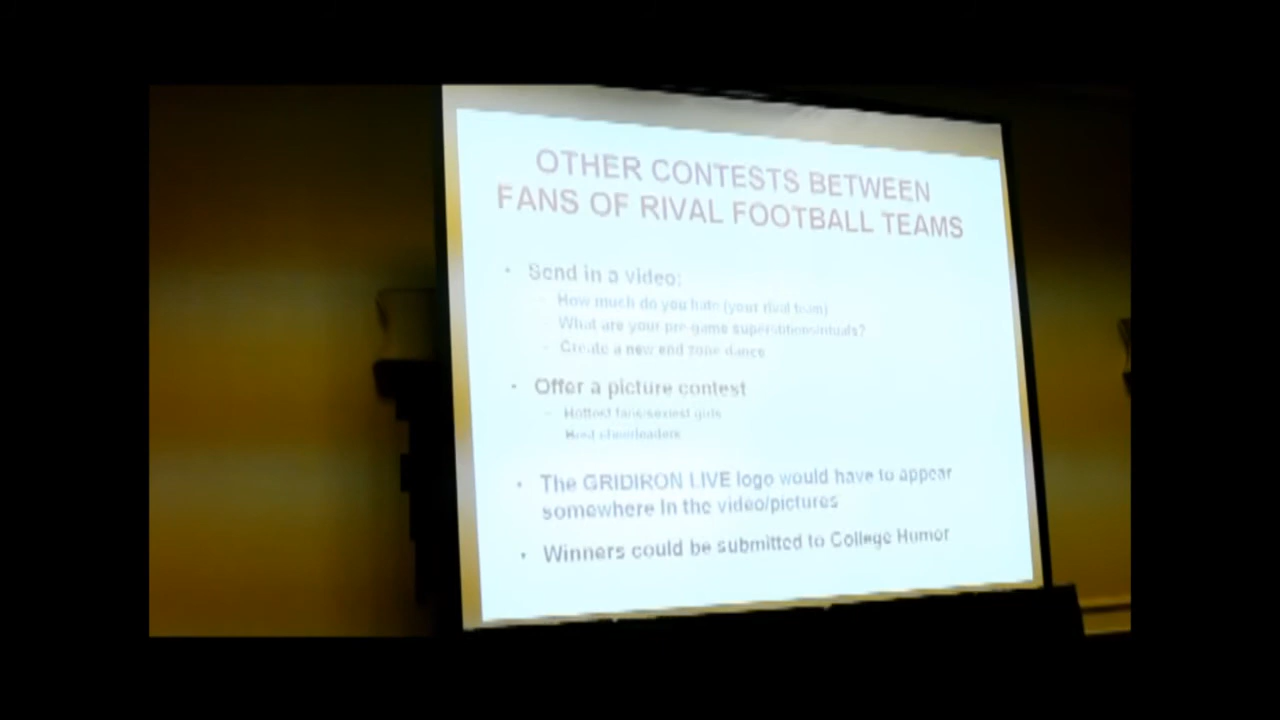 OTHER CONTESTS BETWEEN
FANS OF RIVAL FOOTBALL TEAMS
• Send in a video:
– How much do you hate (your rival team)
What are your pre-game superstitions/rituals?
– Create a new end zone dance
• Offer a picture contest
– Hottest fans/sexiest girls
cheerleaders
• The GRIDIRON LIVE logo would have to appear
somewhere in the video/pictures
• Winners could be submitted to College Humor